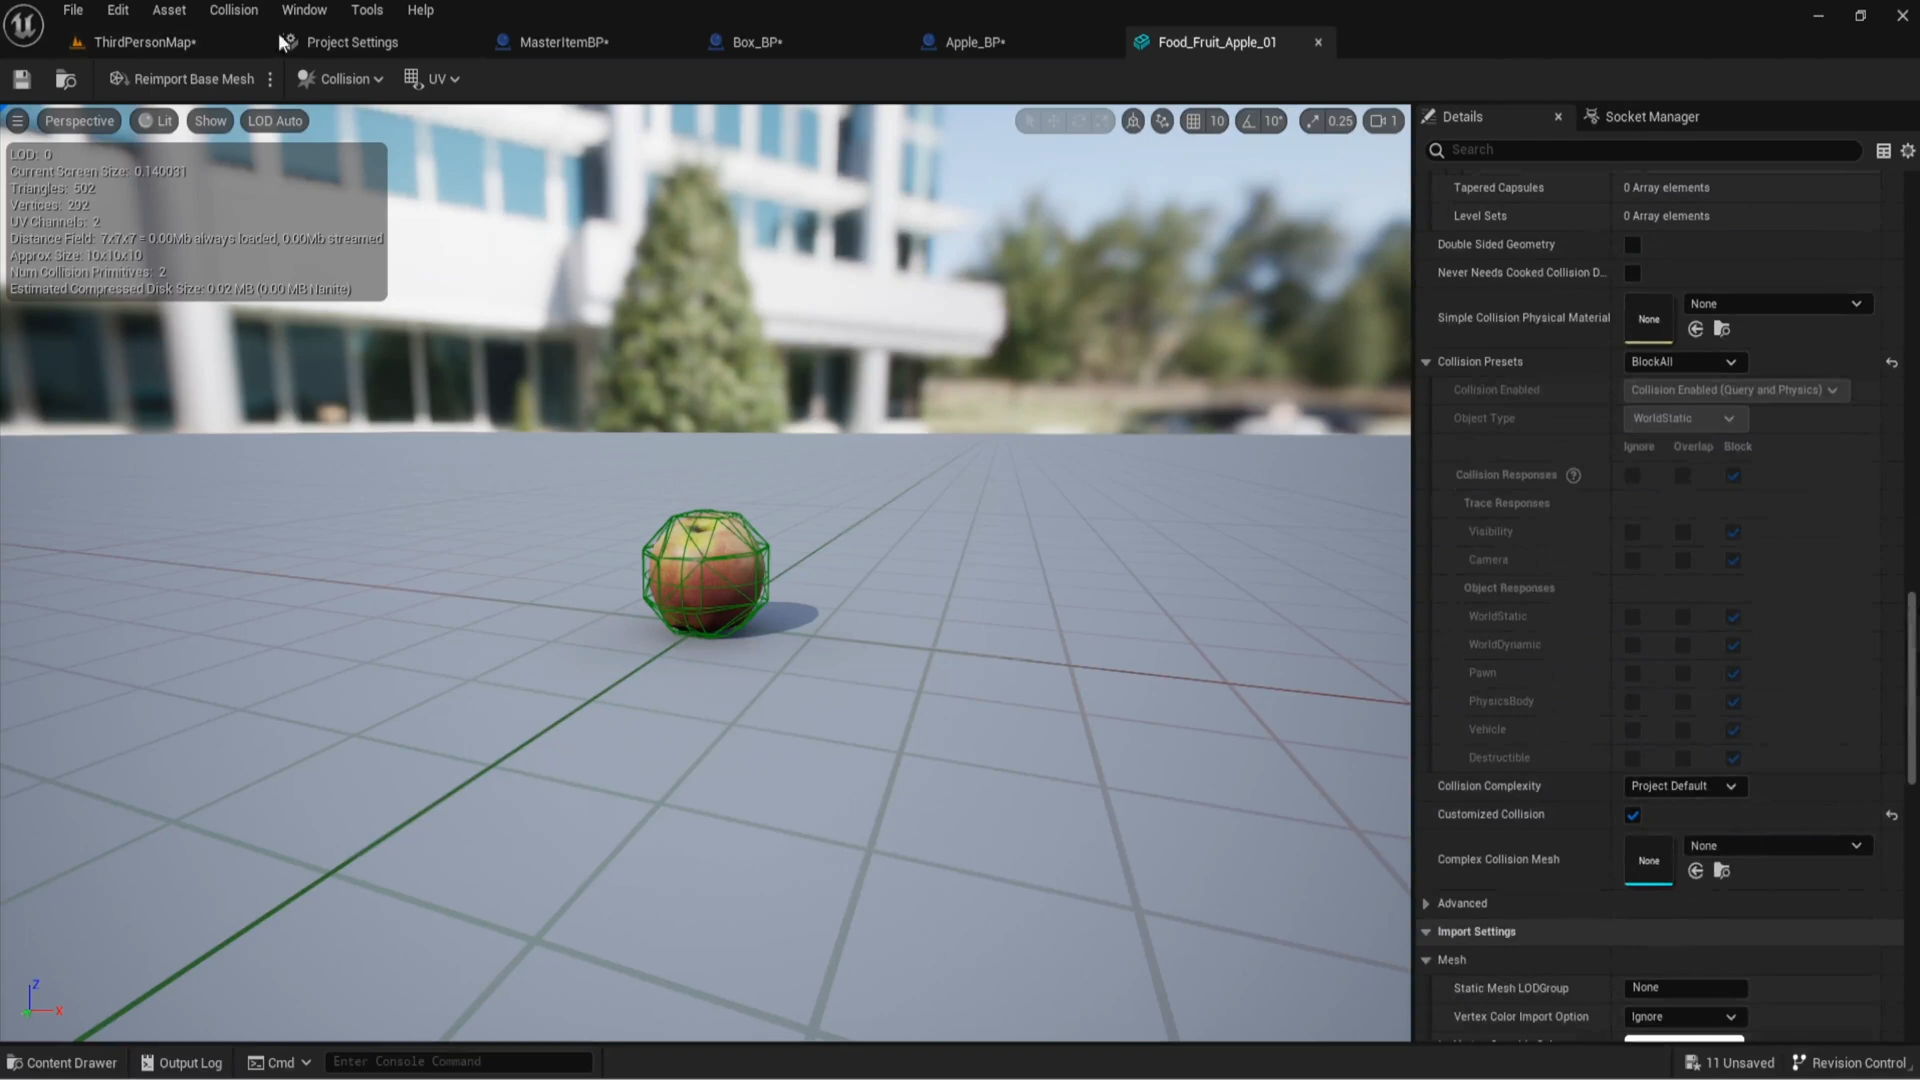 File Edit Asset Collision Window Tools Help
ThirdPersonMap* Project Settings MasterItemBP* Box_BP* Apple_BP* Food_Fruit_Apple_01
Reimport Base Mesh Collision UV
Perspective Lit Show LOD Auto 10 10° 0.25 1
LOD: 0
Current Screen Size: 0.140031
Triangles: 502
Vertices: 292
UV Channels: 2
Distance Field: 7x7x7 = 0.00Mb always loaded, 0.00Mb streamed
Approx Size: 10x10x10
Num Collision Primitives: 2
Estimated Compressed Disk Size: 0.02 MB (0.00 MB Nanite)
Z
X
Details Socket Manager
Search
Tapered Capsules 0 Array elements
Level Sets 0 Array elements
Double Sided Geometry
Never Needs Cooked Collision D...
Simple Collision Physical Material None None
Collision Presets BlockAll
Collision Enabled Collision Enabled (Query and Physics)
Object Type WorldStatic
Ignore Overlap Block
Collision Responses ?
Trace Responses
Visibility
Camera
Object Responses
WorldStatic
WorldDynamic
Pawn
PhysicsBody
Vehicle
Destructible
Collision Complexity Project Default
Customized Collision
Complex Collision Mesh None None
Advanced
Import Settings
Mesh
Static Mesh LODGroup None
Vertex Color Import Option Ignore
Content Drawer Output Log Cmd Enter Console Command 11 Unsaved Revision Control